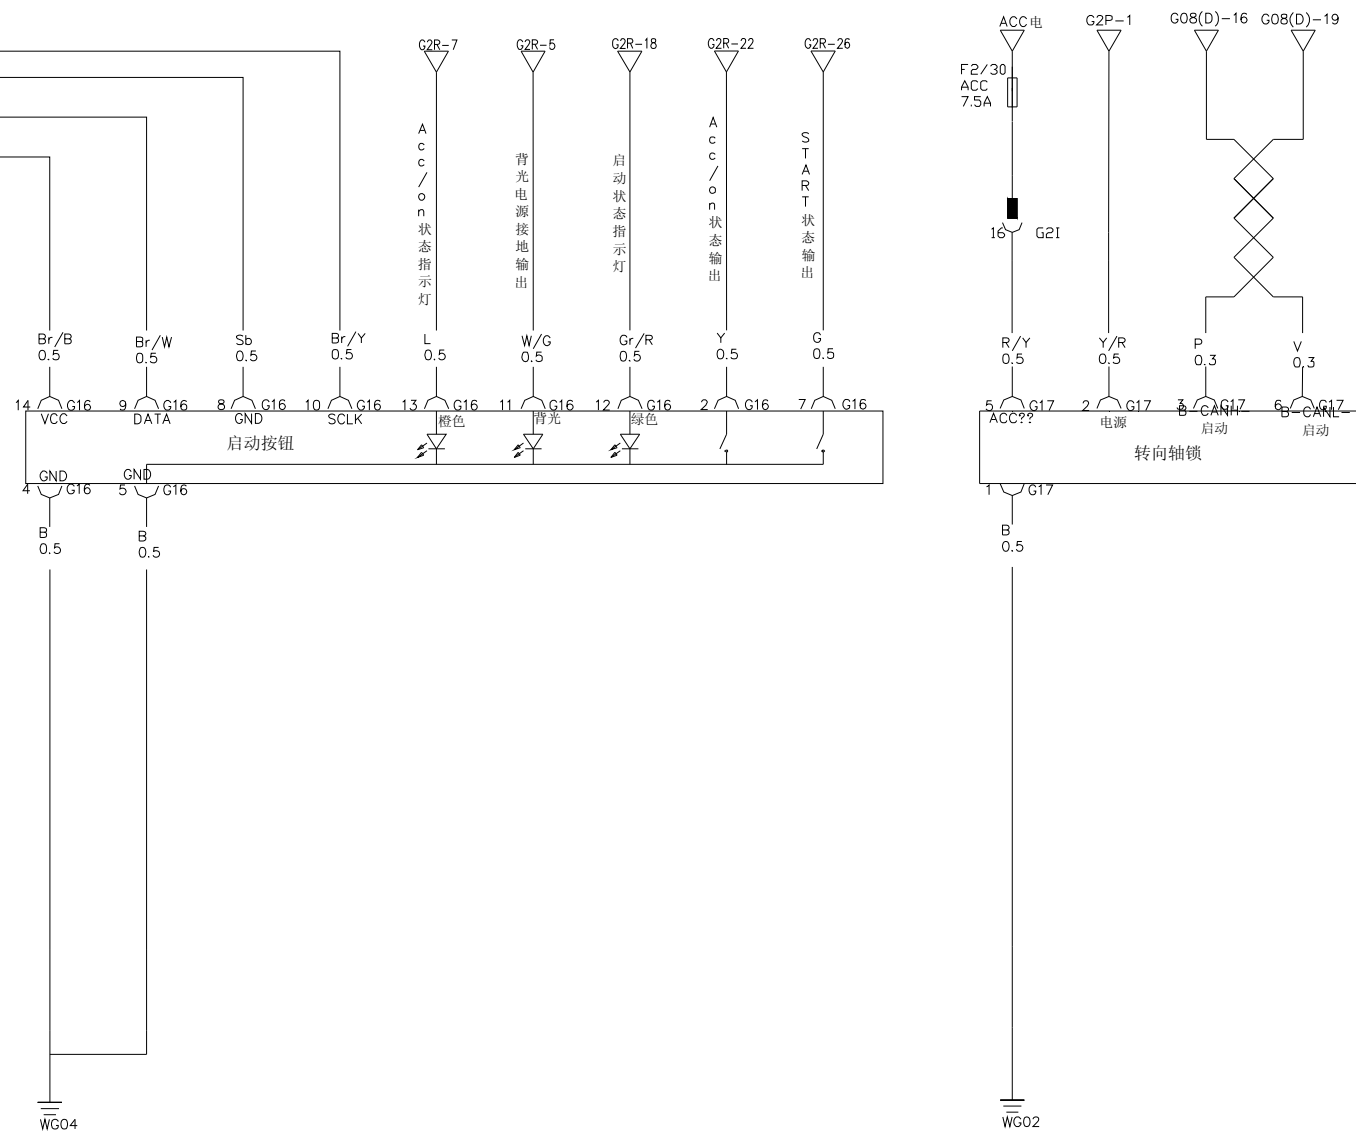 ACC电
G2P-1
G08(D)-16
G08(D)-19
G2R-7
G2R-5
G2R-18
G2R-22
G2R-26
F2/30
ACC
7.5A
Acc/on状态指示灯
背光电源接地输出
启动状态指示灯
Acc/on状态输出
START状态输出
16
G2I
Br/B
0.5
Br/W
0.5
Sb
0.5
Br/Y
0.5
L
0.5
W/G
0.5
Gr/R
0.5
Y
0.5
G
0.5
R/Y
0.5
Y/R
0.5
P
0.3
V
0.3
14 G16
9 G16
8 G16
10 G16
13 G16
11 G16
12 G16
2 G16
7 G16
5 G17
2 G17
3 G17
6 G17
VCC
DATA
GND
SCLK
橙色
背光
绿色
ACC??
电源
B-CANH-
启动
B-CANL-
启动
启动按钮
转向轴锁
GND
GND
4 G16
5 G16
1 G17
B
0.5
B
0.5
B
0.5
WG04
WG02